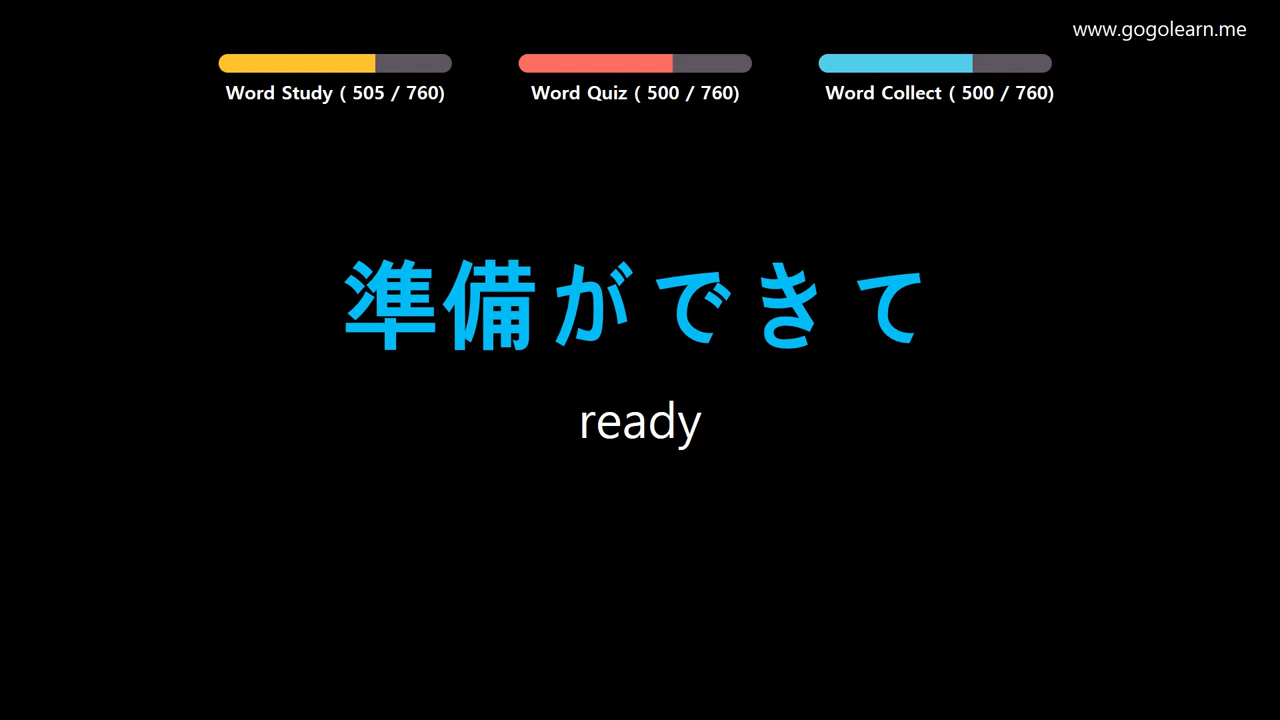 www.gogolearn.me
Word Study ( 505 / 760) Word Quiz ( 500 / 760) Word Collect ( 500 / 760)
準備ができて
ready